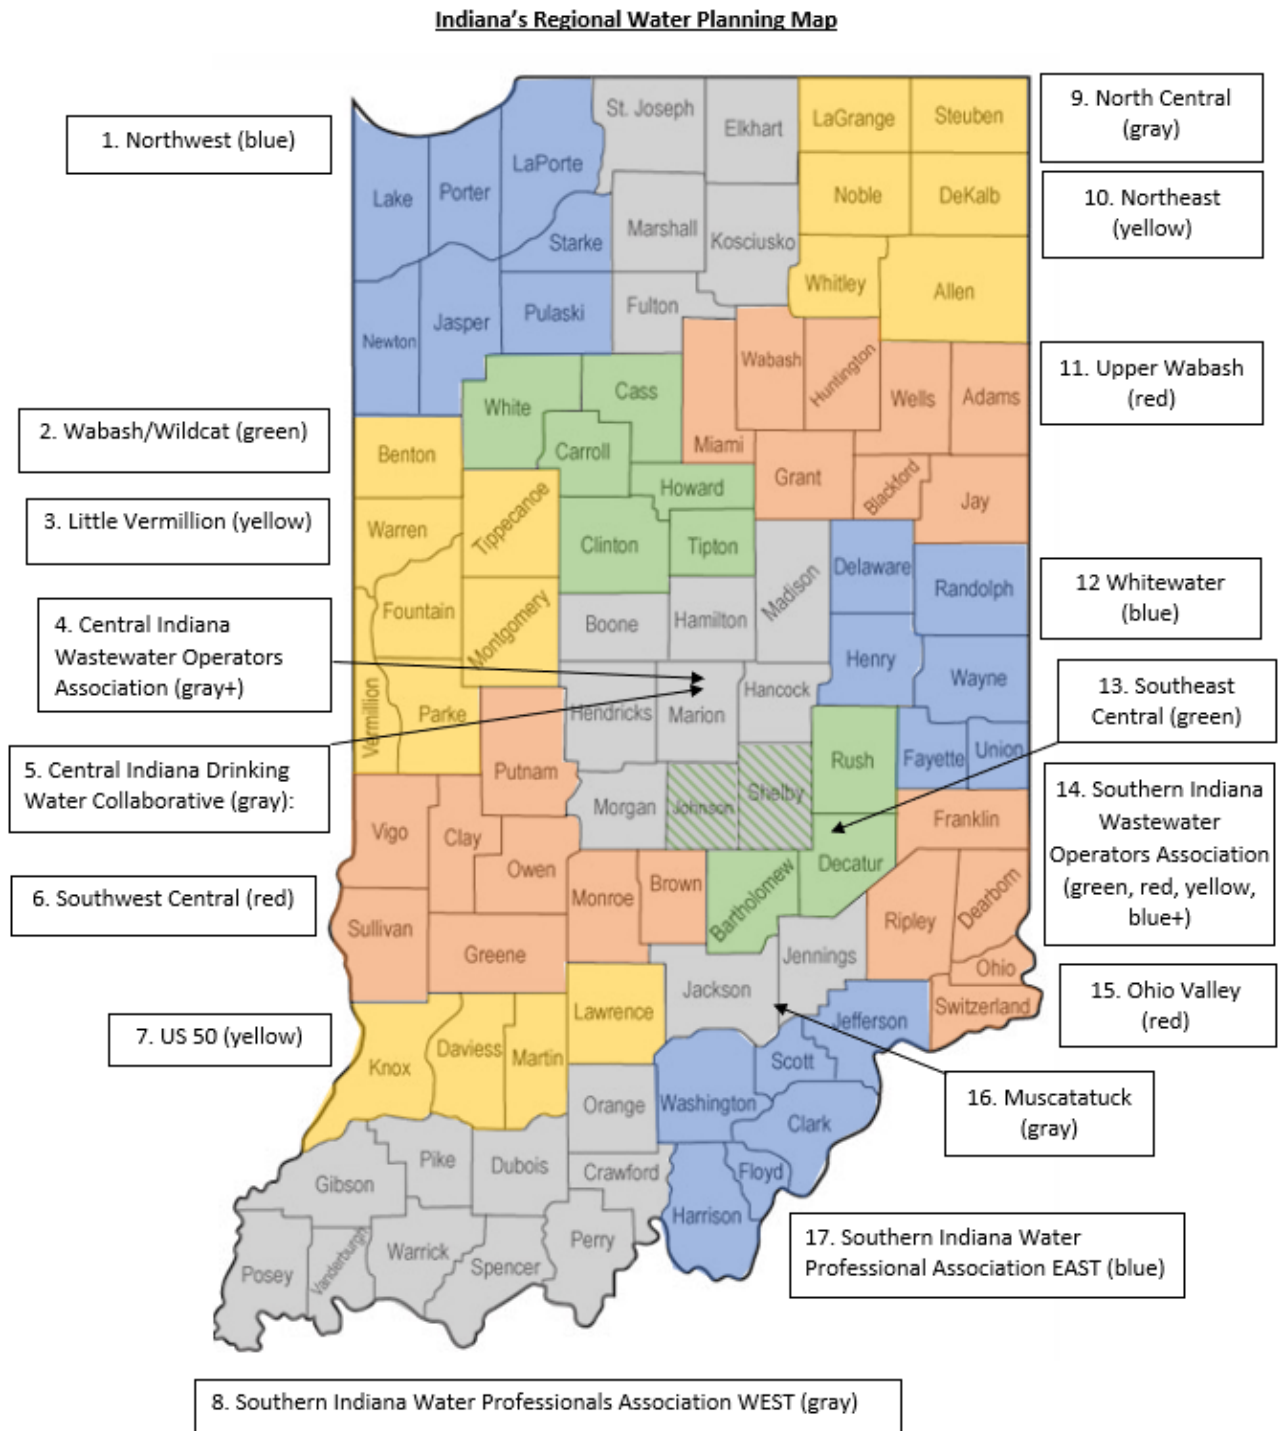 Indiana's Regional Water Planning Map
1. Northwest (blue)
2. Wabash/Wildcat (green)
3. Little Vermillion (yellow)
4. Central Indiana
Wastewater Operators
Association (gray+)
5. Central Indiana Drinking
Water Collaborative (gray):
6. Southwest Central (red)
7. US 50 (yellow)
8. Southern Indiana Water Professionals Association WEST (gray)
9. North Central
(gray)
10. Northeast
(yellow)
11. Upper Wabash
(red)
12 Whitewater
(blue)
13. Southeast
Central (green)
14. Southern Indiana
Wastewater
Operators Association
(green, red, yellow,
blue+)
15. Ohio Valley
(red)
16. Muscatatuck
(gray)
17. Southern Indiana Water
Professional Association EAST (blue)
St. Joseph
Elkhart
LaGrange
Steuben
LaPorte
Lake
Porter
Noble
DeKalb
Starke
Marshall
Kosciusko
Whitley
Allen
Newton
Jasper
Pulaski
Fulton
Wabash
Huntington
Wells
Adams
White
Cass
Miami
Benton
Carroll
Grant
Blackford
Jay
Howard
Warren
Tippecanoe
Clinton
Tipton
Delaware
Randolph
Madison
Fountain
Montgomery
Boone
Hamilton
Henry
Wayne
Vermillion
Parke
Hendricks
Marion
Hancock
Putnam
Rush
Fayette
Union
Morgan
Johnson
Shelby
Vigo
Clay
Owen
Franklin
Decatur
Monroe
Brown
Bartholomew
Sullivan
Greene
Ripley
Dearborn
Jennings
Ohio
Jackson
Lawrence
Switzerland
Jefferson
Knox
Daviess
Martin
Scott
Orange
Washington
Clark
Gibson
Pike
Dubois
Crawford
Floyd
Harrison
Posey
Vanderburgh
Warrick
Spencer
Perry